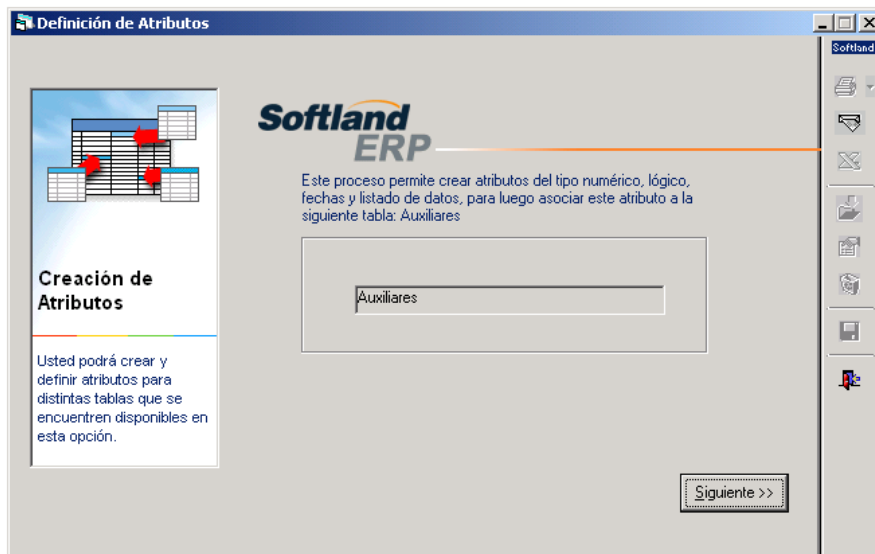 Definición de Atributos
Softland
Softland
ERP
Este proceso permite crear atributos del tipo numérico, lógico,
fechas y listado de datos, para luego asociar este atributo a la
siguiente tabla: Auxiliares
Auxiliares
Creación de
Atributos
Usted podrá crear y
definir atributos para
distintas tablas que se
encuentren disponibles en
esta opción.
Siguiente >>